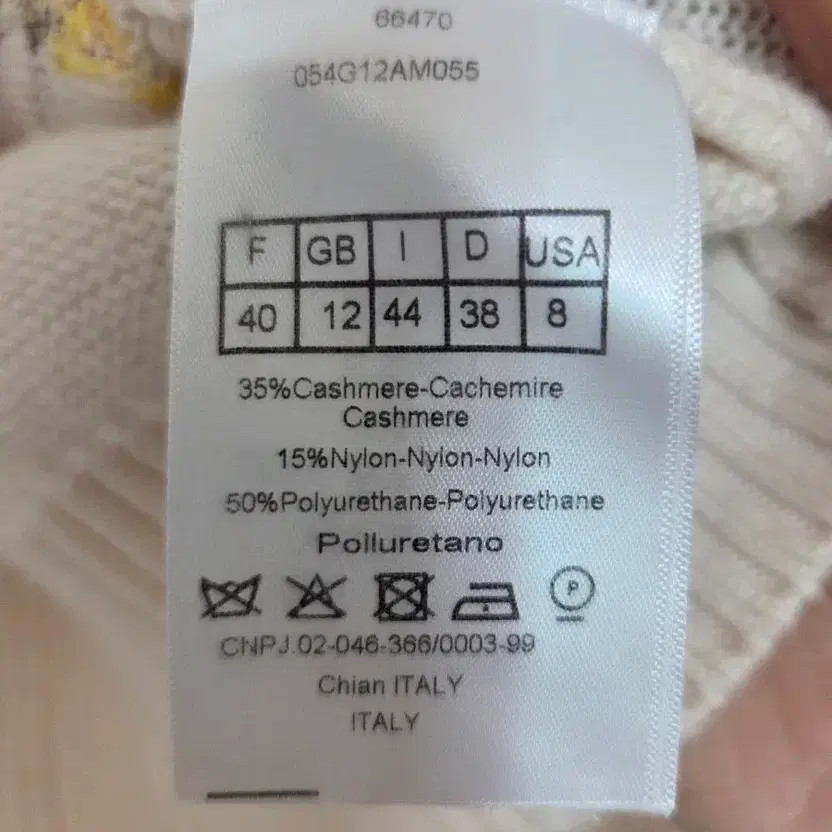 66470
054G12AM055
F GB I D USA
40 12 44 38 8
35%Cashmere-Cachemire
Cashmere
15%Nylon-Nylon-Nylon
50%Polyurethane-Polyurethane
Poliuretano
P
CNPJ.02-046-366/0003-99
Chian ITALY
ITALY